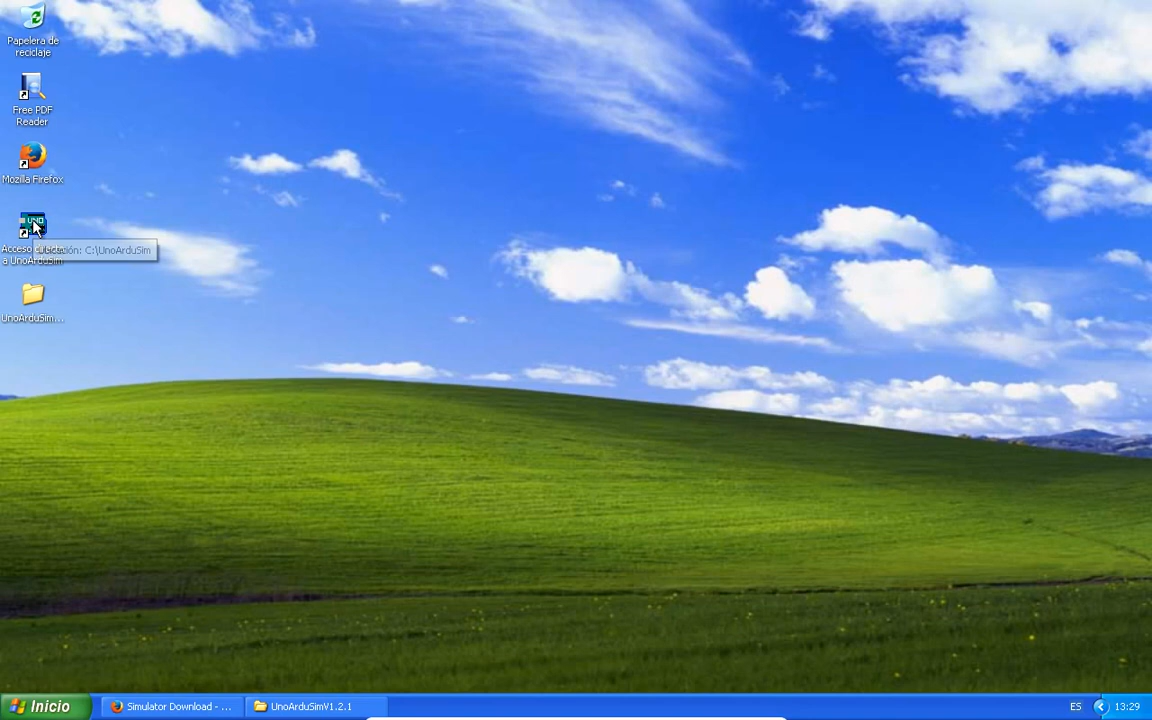 Papelera de
reciclaje
Free PDF
Reader
Mozilla Firefox
UNO
Acceso
Ubicación: C:\UnoArduSim
a UnoArduSim
UnoArduSim...
Inicio
Simulator Download - ...
UnoArduSimV1.2.1
ES
13:29